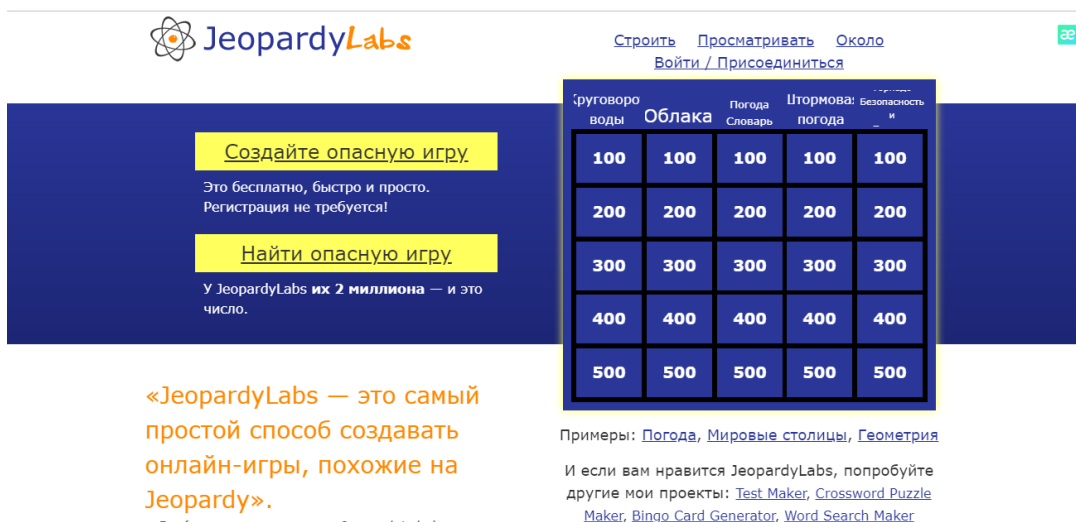 JeopardyLabs
Строить Просматривать Около
Войти / Присоединиться
æ
Создайте опасную игру
Это бесплатно, быстро и просто.
Регистрация не требуется!
Найти опасную игру
У JeopardyLabs их 2 миллиона — и это
число.
руговоро
воды
Облака
Погода
Словарь
Штормова
погода
Безопасность
и
100 100 100 100 100
200 200 200 200 200
300 300 300 300 300
400 400 400 400 400
500 500 500 500 500
«JeopardyLabs — это самый
простой способ создавать
онлайн-игры, похожие на
Jeopardy».
Примеры: Погода, Мировые столицы, Геометрия
И если вам нравится JeopardyLabs, попробуйте
другие мои проекты: Test Maker, Crossword Puzzle
Maker, Bingo Card Generator, Word Search Maker